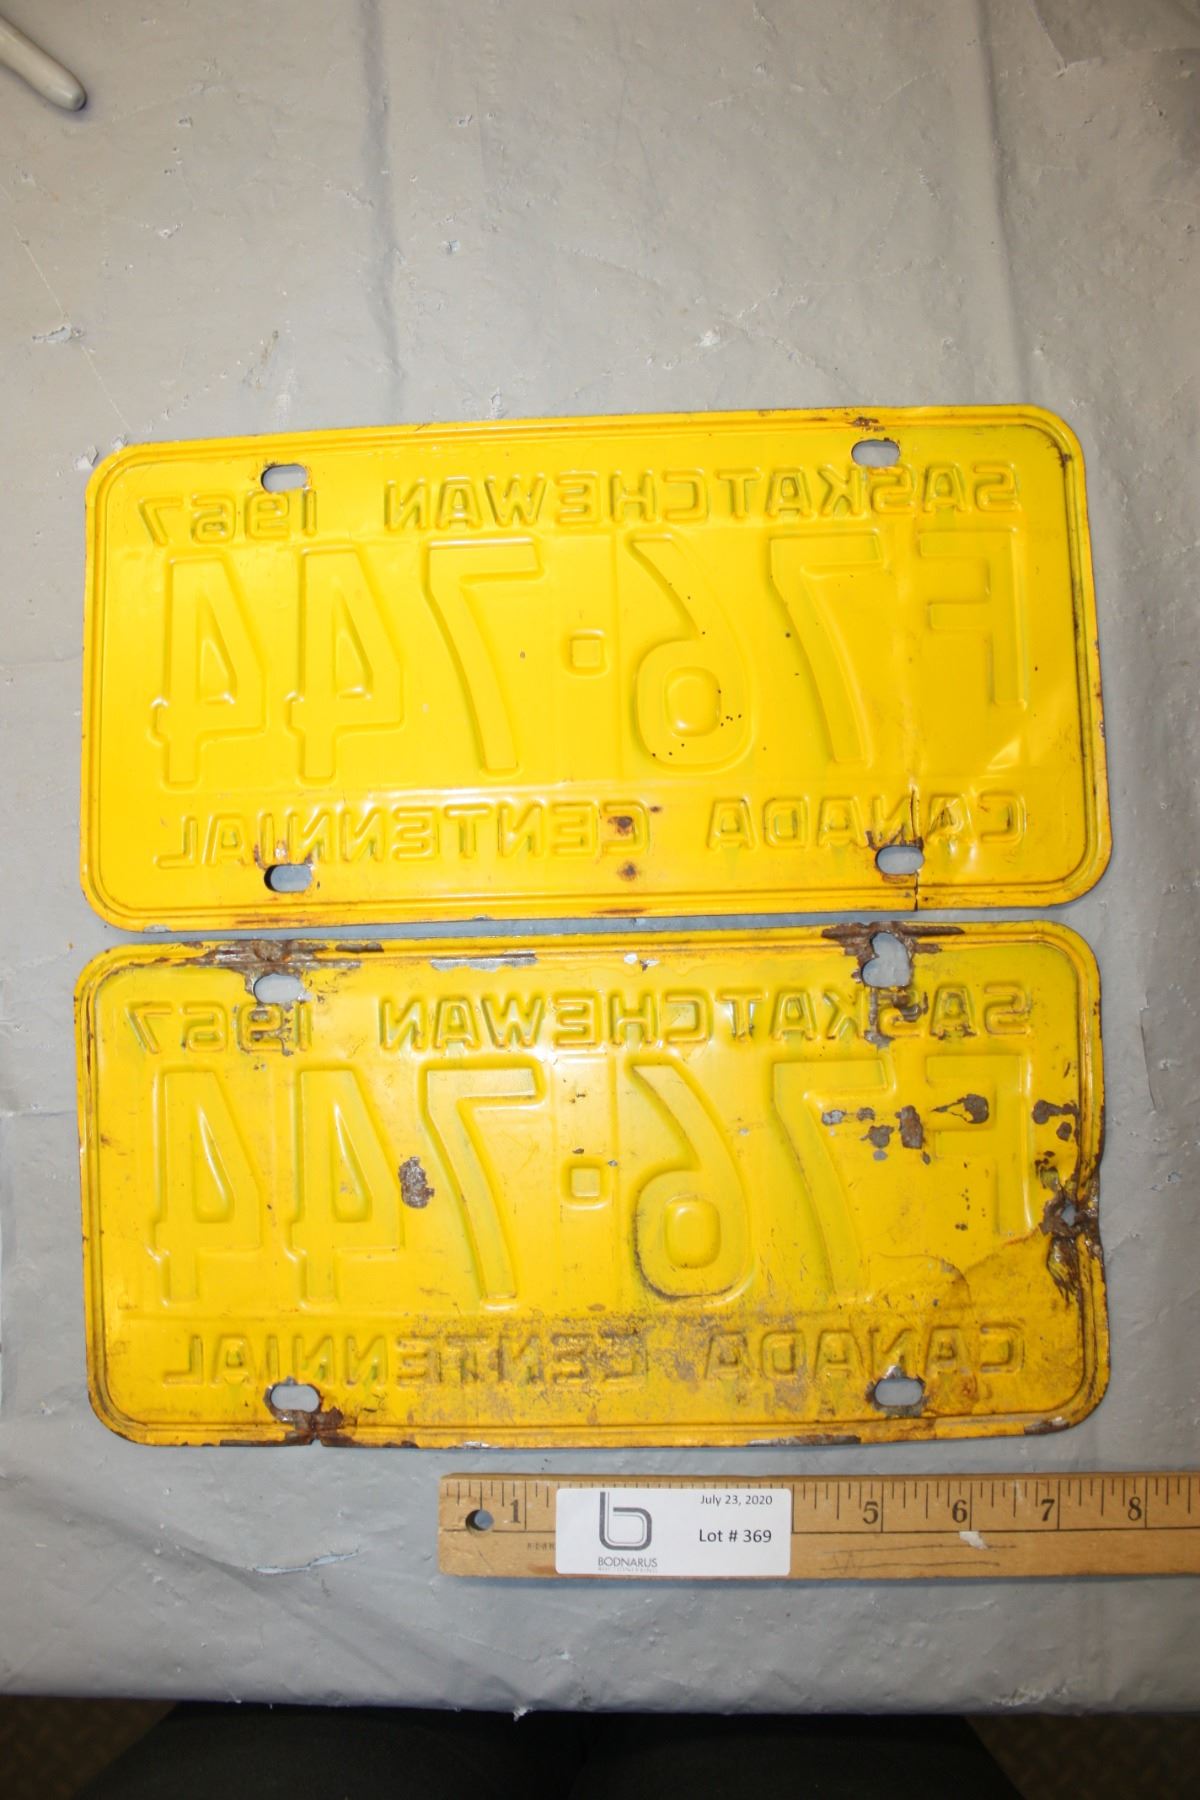 SASKATCHEWAN 1967
F76·744
CANADA CENTENNIAL
SASKATCHEWAN 1967
F76·744
CANADA CENTENNIAL
1 5 6 7 8
July 23, 2020
Lot # 369
b
BODNARUS
AUCTIONEERING